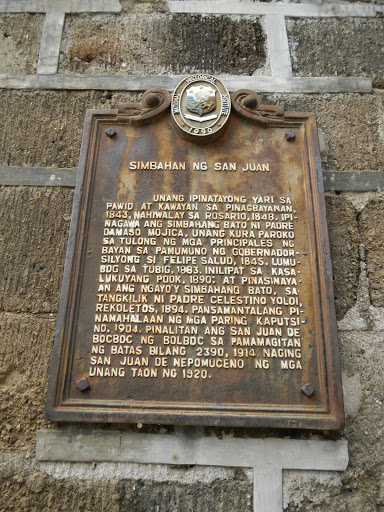 NATIONAL HISTORICAL INSTITUTE
1990
SIMBAHAN NG SAN JUAN
UNANG IPINATAYONG YARI SA
PAWID AT KAWAYAN SA PINAGBAYANAN,
1843, NAHIWALAY SA ROSARIO, 1848. IPI-
NAGAWA ANG SIMBAHANG BATO NI PADRE
DAMASO MOJICA, UNANG KURA PAROKO
SA TULONG NG MGA PRINCIPALES NG
BAYAN SA PAMUMUNO NG GOBERNADOR-
SILYONG SI FELIPE SALUD, 1845. LUMU-
BOG SA TUBIG, 1883. INILIPAT SA KASA-
LUKUYANG POOK, 1890; AT PINASINAYA-
AN ANG NGAYO'Y SIMBAHANG BATO, SA
TANGKILIK NI PADRE CELESTINO YOLDI,
REKOLETOS, 1894. PANSAMANTALANG PI-
NAMAHALAAN NG MGA PARING KAPUTSI-
NO, 1904. PINALITAN ANG SAN JUAN DE
BOCBOC NG BOLBOC SA PAMAMAGITAN
NG BATAS BILANG 2390, 1914 NAGING
SAN JUAN DE NEPOMUCENO NG MGA
UNANG TAON NG 1920.